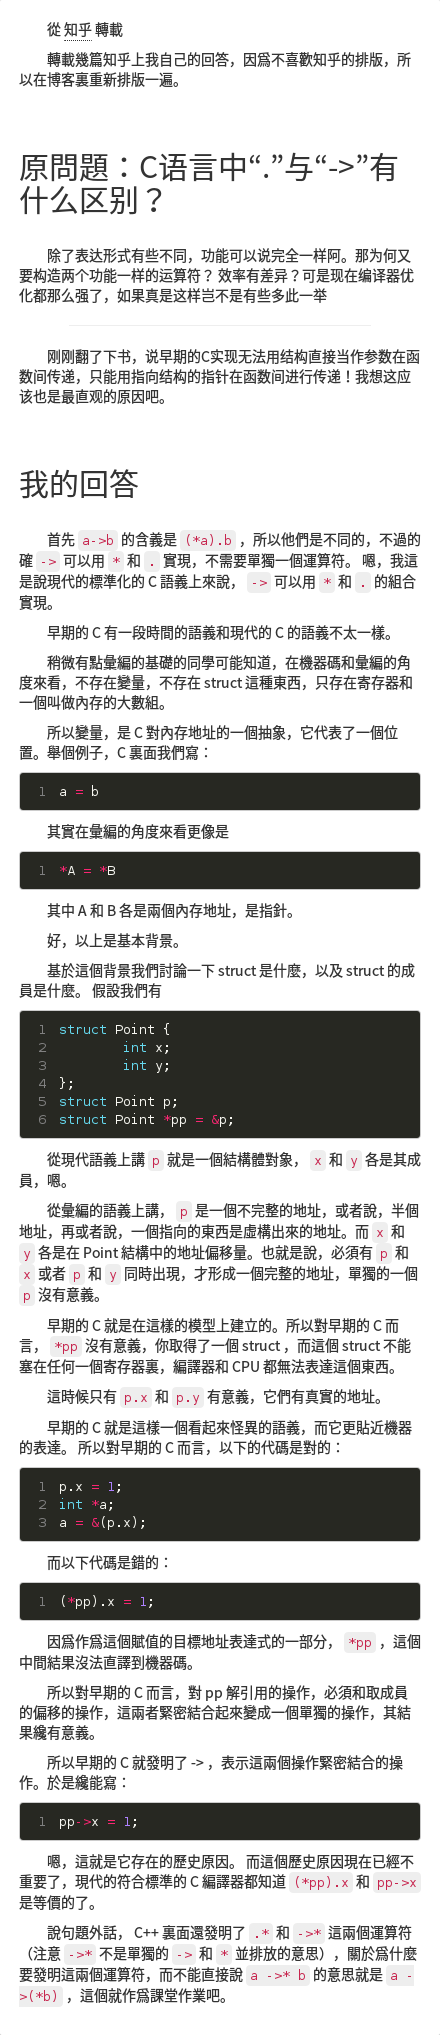 從 知乎 轉載
轉載幾篇知乎上我自己的回答，因爲不喜歡知乎的排版，所
以在博客裏重新排版一遍。
原問題：C语言中“.”与“->”有
什么区别？
除了表达形式有些不同，功能可以说完全一样阿。那为何又
要构造两个功能一样的运算符？ 效率有差异？可是现在编译器优
化都那么强了，如果真是这样岂不是有些多此一举
刚刚翻了下书，说早期的C实现无法用结构直接当作参数在函
数间传递，只能用指向结构的指针在函数间进行传递！我想这应
该也是最直观的原因吧。
我的回答
首先 a->b 的含義是 (*a).b ，所以他們是不同的，不過的
確 -> 可以用 * 和 . 實現，不需要單獨一個運算符。 嗯，我這
是說現代的標準化的 C 語義上來說， -> 可以用 * 和 . 的組合
實現。
早期的 C 有一段時間的語義和現代的 C 的語義不太一樣。
稍微有點彙編的基礎的同學可能知道，在機器碼和彙編的角
度來看，不存在變量，不存在 struct 這種東西，只存在寄存器和
一個叫做內存的大數組。
所以變量，是 C 對內存地址的一個抽象，它代表了一個位
置。舉個例子，C 裏面我們寫：
1 a = b
其實在彙編的角度來看更像是
1 *A = *B
其中 A 和 B 各是兩個內存地址，是指針。
好，以上是基本背景。
基於這個背景我們討論一下 struct 是什麼，以及 struct 的成
員是什麼。 假設我們有
1 struct Point {
2         int x;
3         int y;
4 };
5 struct Point p;
6 struct Point *pp = &p;
從現代語義上講 p 就是一個結構體對象， x 和 y 各是其成
員，嗯。
從彙編的語義上講， p 是一個不完整的地址，或者說，半個
地址，再或者說，一個指向的東西是虛構出來的地址。而 x 和
y 各是在 Point 結構中的地址偏移量。也就是說，必須有 p 和
x 或者 p 和 y 同時出現，才形成一個完整的地址，單獨的一個
p 沒有意義。
早期的 C 就是在這樣的模型上建立的。所以對早期的 C 而
言， *pp 沒有意義，你取得了一個 struct ，而這個 struct 不能
塞在任何一個寄存器裏，編譯器和 CPU 都無法表達這個東西。
這時候只有 p.x 和 p.y 有意義，它們有真實的地址。
早期的 C 就是這樣一個看起來怪異的語義，而它更貼近機器
的表達。 所以對早期的 C 而言，以下的代碼是對的：
1 p.x = 1;
2 int *a;
3 a = &(p.x);
而以下代碼是錯的：
1 (*pp).x = 1;
因爲作爲這個賦值的目標地址表達式的一部分， *pp ，這個
中間結果沒法直譯到機器碼。
所以對早期的 C 而言，對 pp 解引用的操作，必須和取成員
的偏移的操作，這兩者緊密結合起來變成一個單獨的操作，其結
果纔有意義。
所以早期的 C 就發明了 -> ，表示這兩個操作緊密結合的操
作。於是纔能寫：
1 pp->x = 1;
嗯，這就是它存在的歷史原因。 而這個歷史原因現在已經不
重要了，現代的符合標準的 C 編譯器都知道 (*pp).x 和 pp->x
是等價的了。
說句題外話， C++ 裏面還發明了 .* 和 ->* 這兩個運算符
（注意 ->* 不是單獨的 -> 和 * 並排放的意思），關於爲什麼
要發明這兩個運算符，而不能直接說 a ->* b 的意思就是 a -
>(*b) ，這個就作爲課堂作業吧。